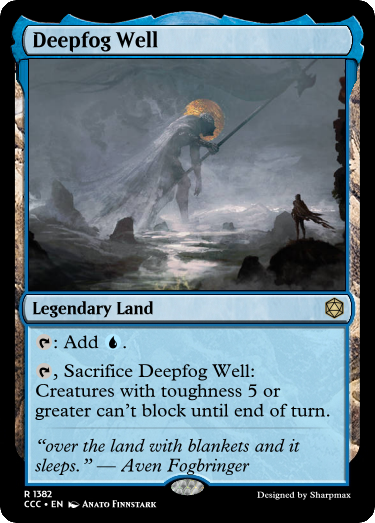 Deepfog Well
Legendary Land
: Add .
, Sacrifice Deepfog Well:
Creatures with toughness 5 or
greater can’t block until end of turn.
“over the land with blankets and it
sleeps.” — Aven Fogbringer
R 1382
CCC • EN Anato Finnstark
Designed by Sharpmax